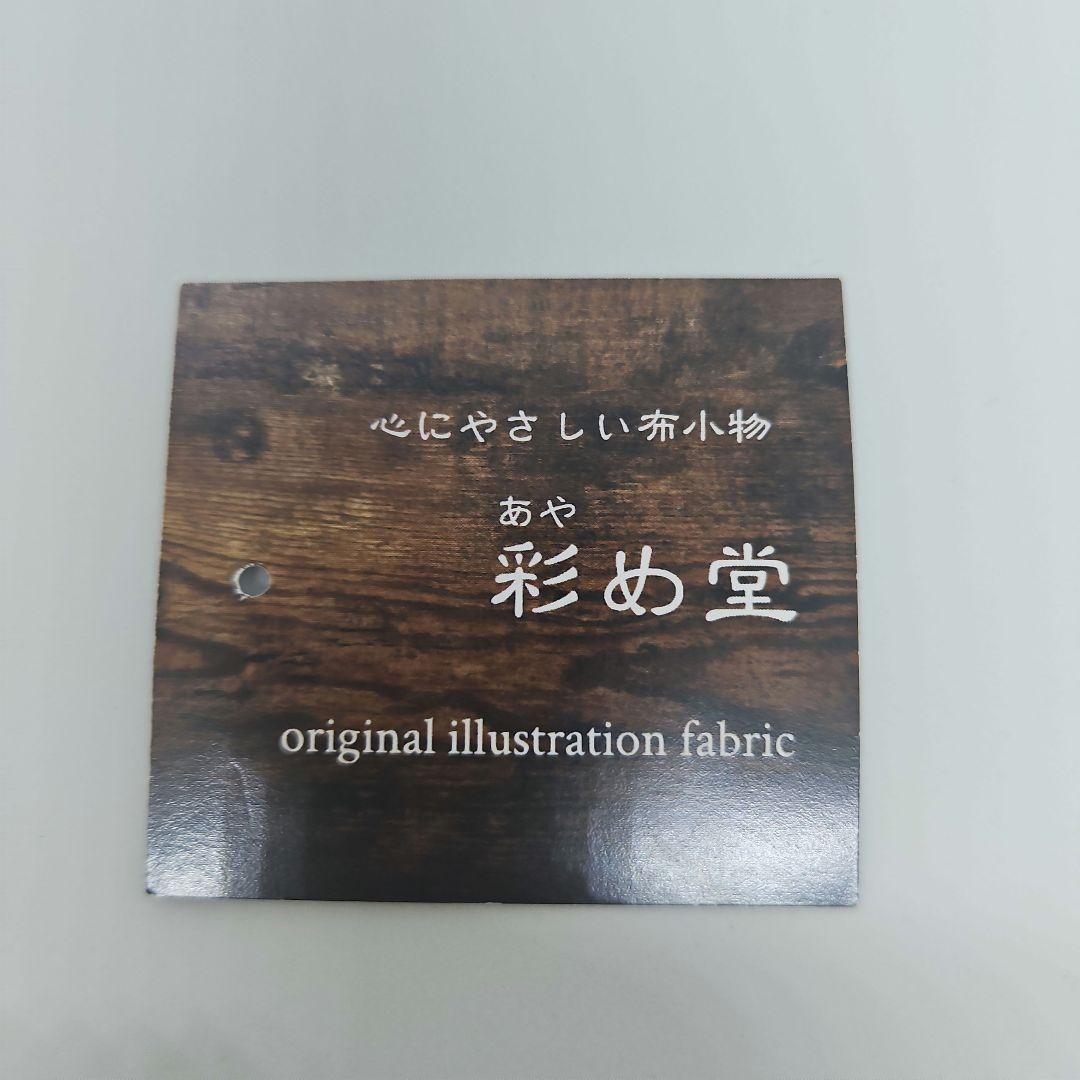 心にやさしい布小物
あや
彩め堂
original illustration fabric